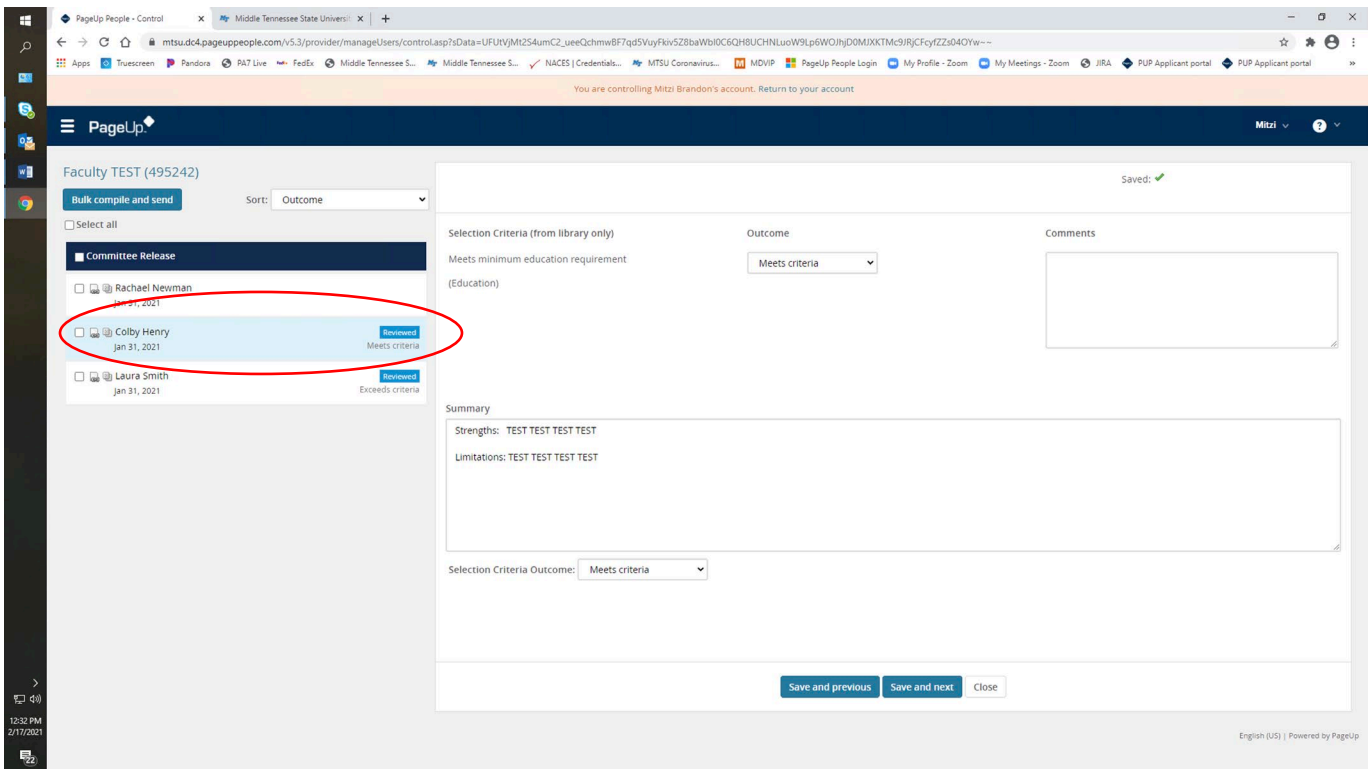 PageUp People - Control
Middle Tennessee State Universi
mtsu.dc4.pageuppeople.com/v5.3/provider/manageUsers/control.asp?sData=
Apps Truescreen Pandora PA7 Live FedEx Middle Tennessee S... Middle Tennessee S... NACES | Credentials... MTSU Coronavirus... MDVIP PageUp People Login My Profile - Zoom My Meetings - Zoom JIRA PUP Applicant portal PUP Applicant portal »
You are controlling Mitzi Brandon's account. Return to your account
PageUp.
Mitzi
?
Faculty TEST (495242)
Bulk compile and send
Sort: Outcome
Select all
Committee Release
Rachael Newman
Jan 31, 2021
Colby Henry
Reviewed
Jan 31, 2021
Meets criteria
Laura Smith
Reviewed
Jan 31, 2021
Exceeds criteria
Saved:
Selection Criteria (from library only)
Outcome
Comments
Meets minimum education requirement
Meets criteria
(Education)
Summary
Strengths: TEST TEST TEST TEST
Limitations: TEST TEST TEST TEST
Selection Criteria Outcome: Meets criteria
Save and previous
Save and next
Close
English (US) | Powered by PageUp
12:32 PM
2/17/2021
22